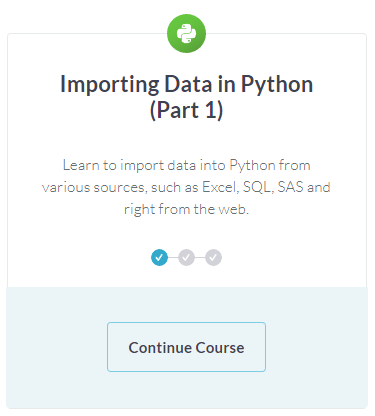 Importing Data in Python
(Part 1)
Learn to import data into Python from
various sources, such as Excel, SQL, SAS and
right from the web.
Continue Course